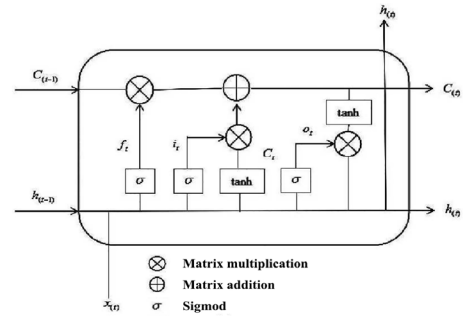 h(t)
C(t-1)
C(t)
tanh
f_t
i_t
C_t
o_t
σ
σ
tanh
σ
h(t-1)
h(t)
x(t)
⊗ Matrix multiplication
⊕ Matrix addition
σ Sigmod